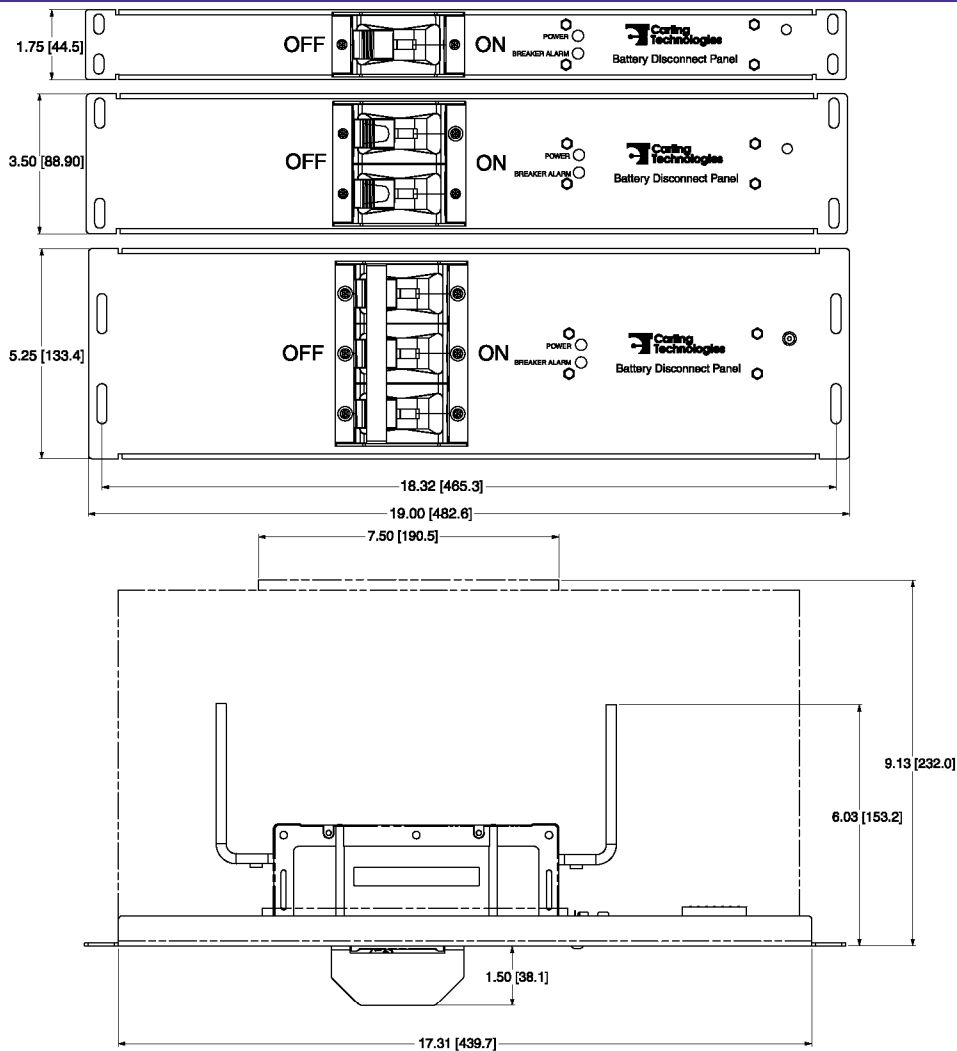 1.75 [44.5]
OFF
ON
POWER
BREAKER ALARM
Carling
Technologies
Battery Disconnect Panel
3.50 [88.90]
OFF
ON
POWER
BREAKER ALARM
Carling
Technologies
Battery Disconnect Panel
5.25 [133.4]
OFF
ON
POWER
BREAKER ALARM
Carling
Technologies
Battery Disconnect Panel
18.32 [465.3]
19.00 [482.6]
7.50 [190.5]
9.13 [232.0]
6.03 [153.2]
1.50 [38.1]
17.31 [439.7]